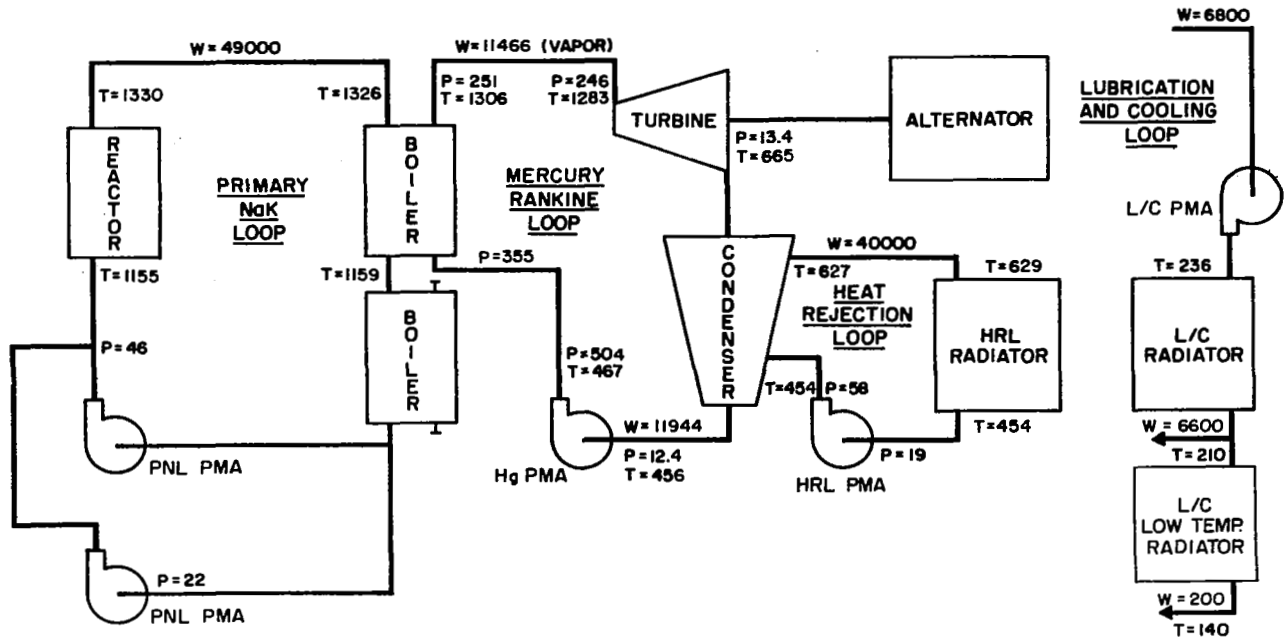 W = 49000
T = 1330
T = 1326
REACTOR
PRIMARY
NaK
LOOP
BOILER
T = 1155
T = 1159
P = 46
BOILER
PNL PMA
P = 22
PNL PMA
W = 11466 (VAPOR)
P = 251
T = 1306
P = 246
T = 1283
TURBINE
P = 13.4
T = 665
ALTERNATOR
MERCURY
RANKINE
LOOP
P = 355
P = 504
T = 467
Hg PMA
W = 11944
P = 12.4
T = 456
CONDENSER
W = 40000
T = 627
T = 629
HEAT
REJECTION
LOOP
HRL
RADIATOR
T = 454
P = 58
T = 454
P = 19
HRL PMA
W = 6800
LUBRICATION
AND COOLING
LOOP
L/C PMA
T = 236
L/C
RADIATOR
W = 6600
T = 210
L/C
LOW TEMP.
RADIATOR
W = 200
T = 140